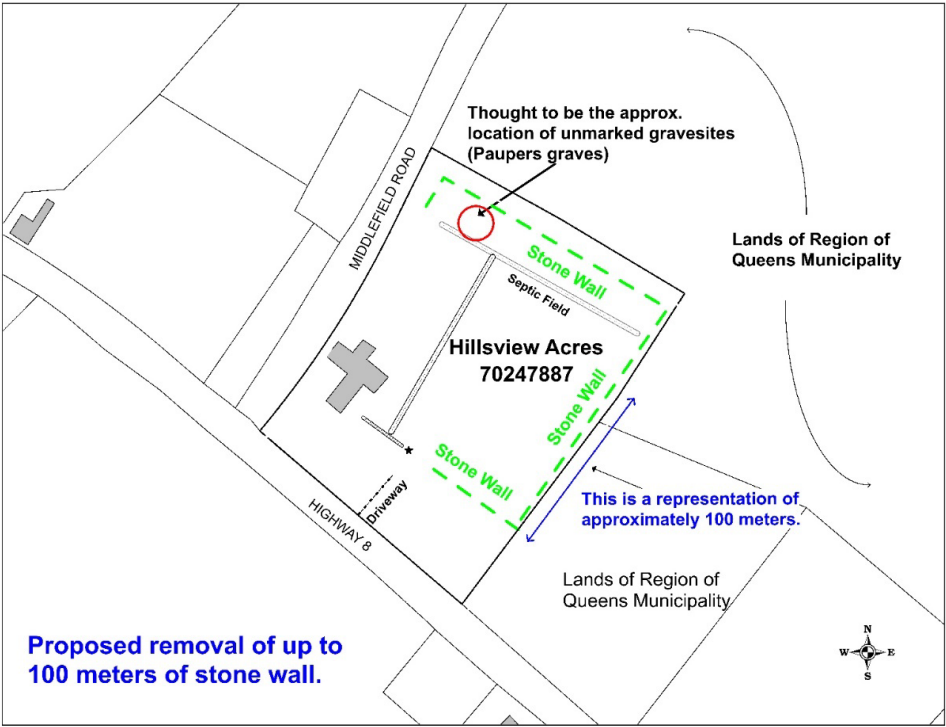 Thought to be the approx.
location of unmarked gravesites
(Paupers graves)
MIDDLEFIELD ROAD
Lands of Region of
Queens Municipality
Stone Wall
Septic Field
Hillsview Acres
70247887
Stone Wall
Stone Wall
Driveway
This is a representation of
approximately 100 meters.
HIGHWAY 8
Lands of Region of
Queens Municipality
Proposed removal of up to
100 meters of stone wall.
N
W E
S